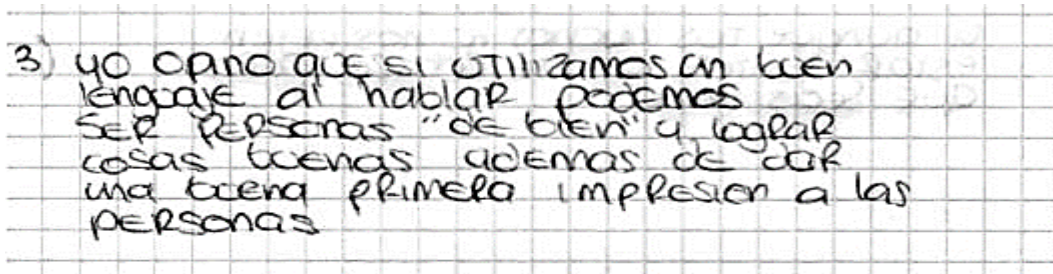 3) yo opino que si utilizamos un buen
lenguaje al hablar podemos
ser personas "de bien" y lograr
cosas buenas ademas de dar
una buena primera impresion a las
personas